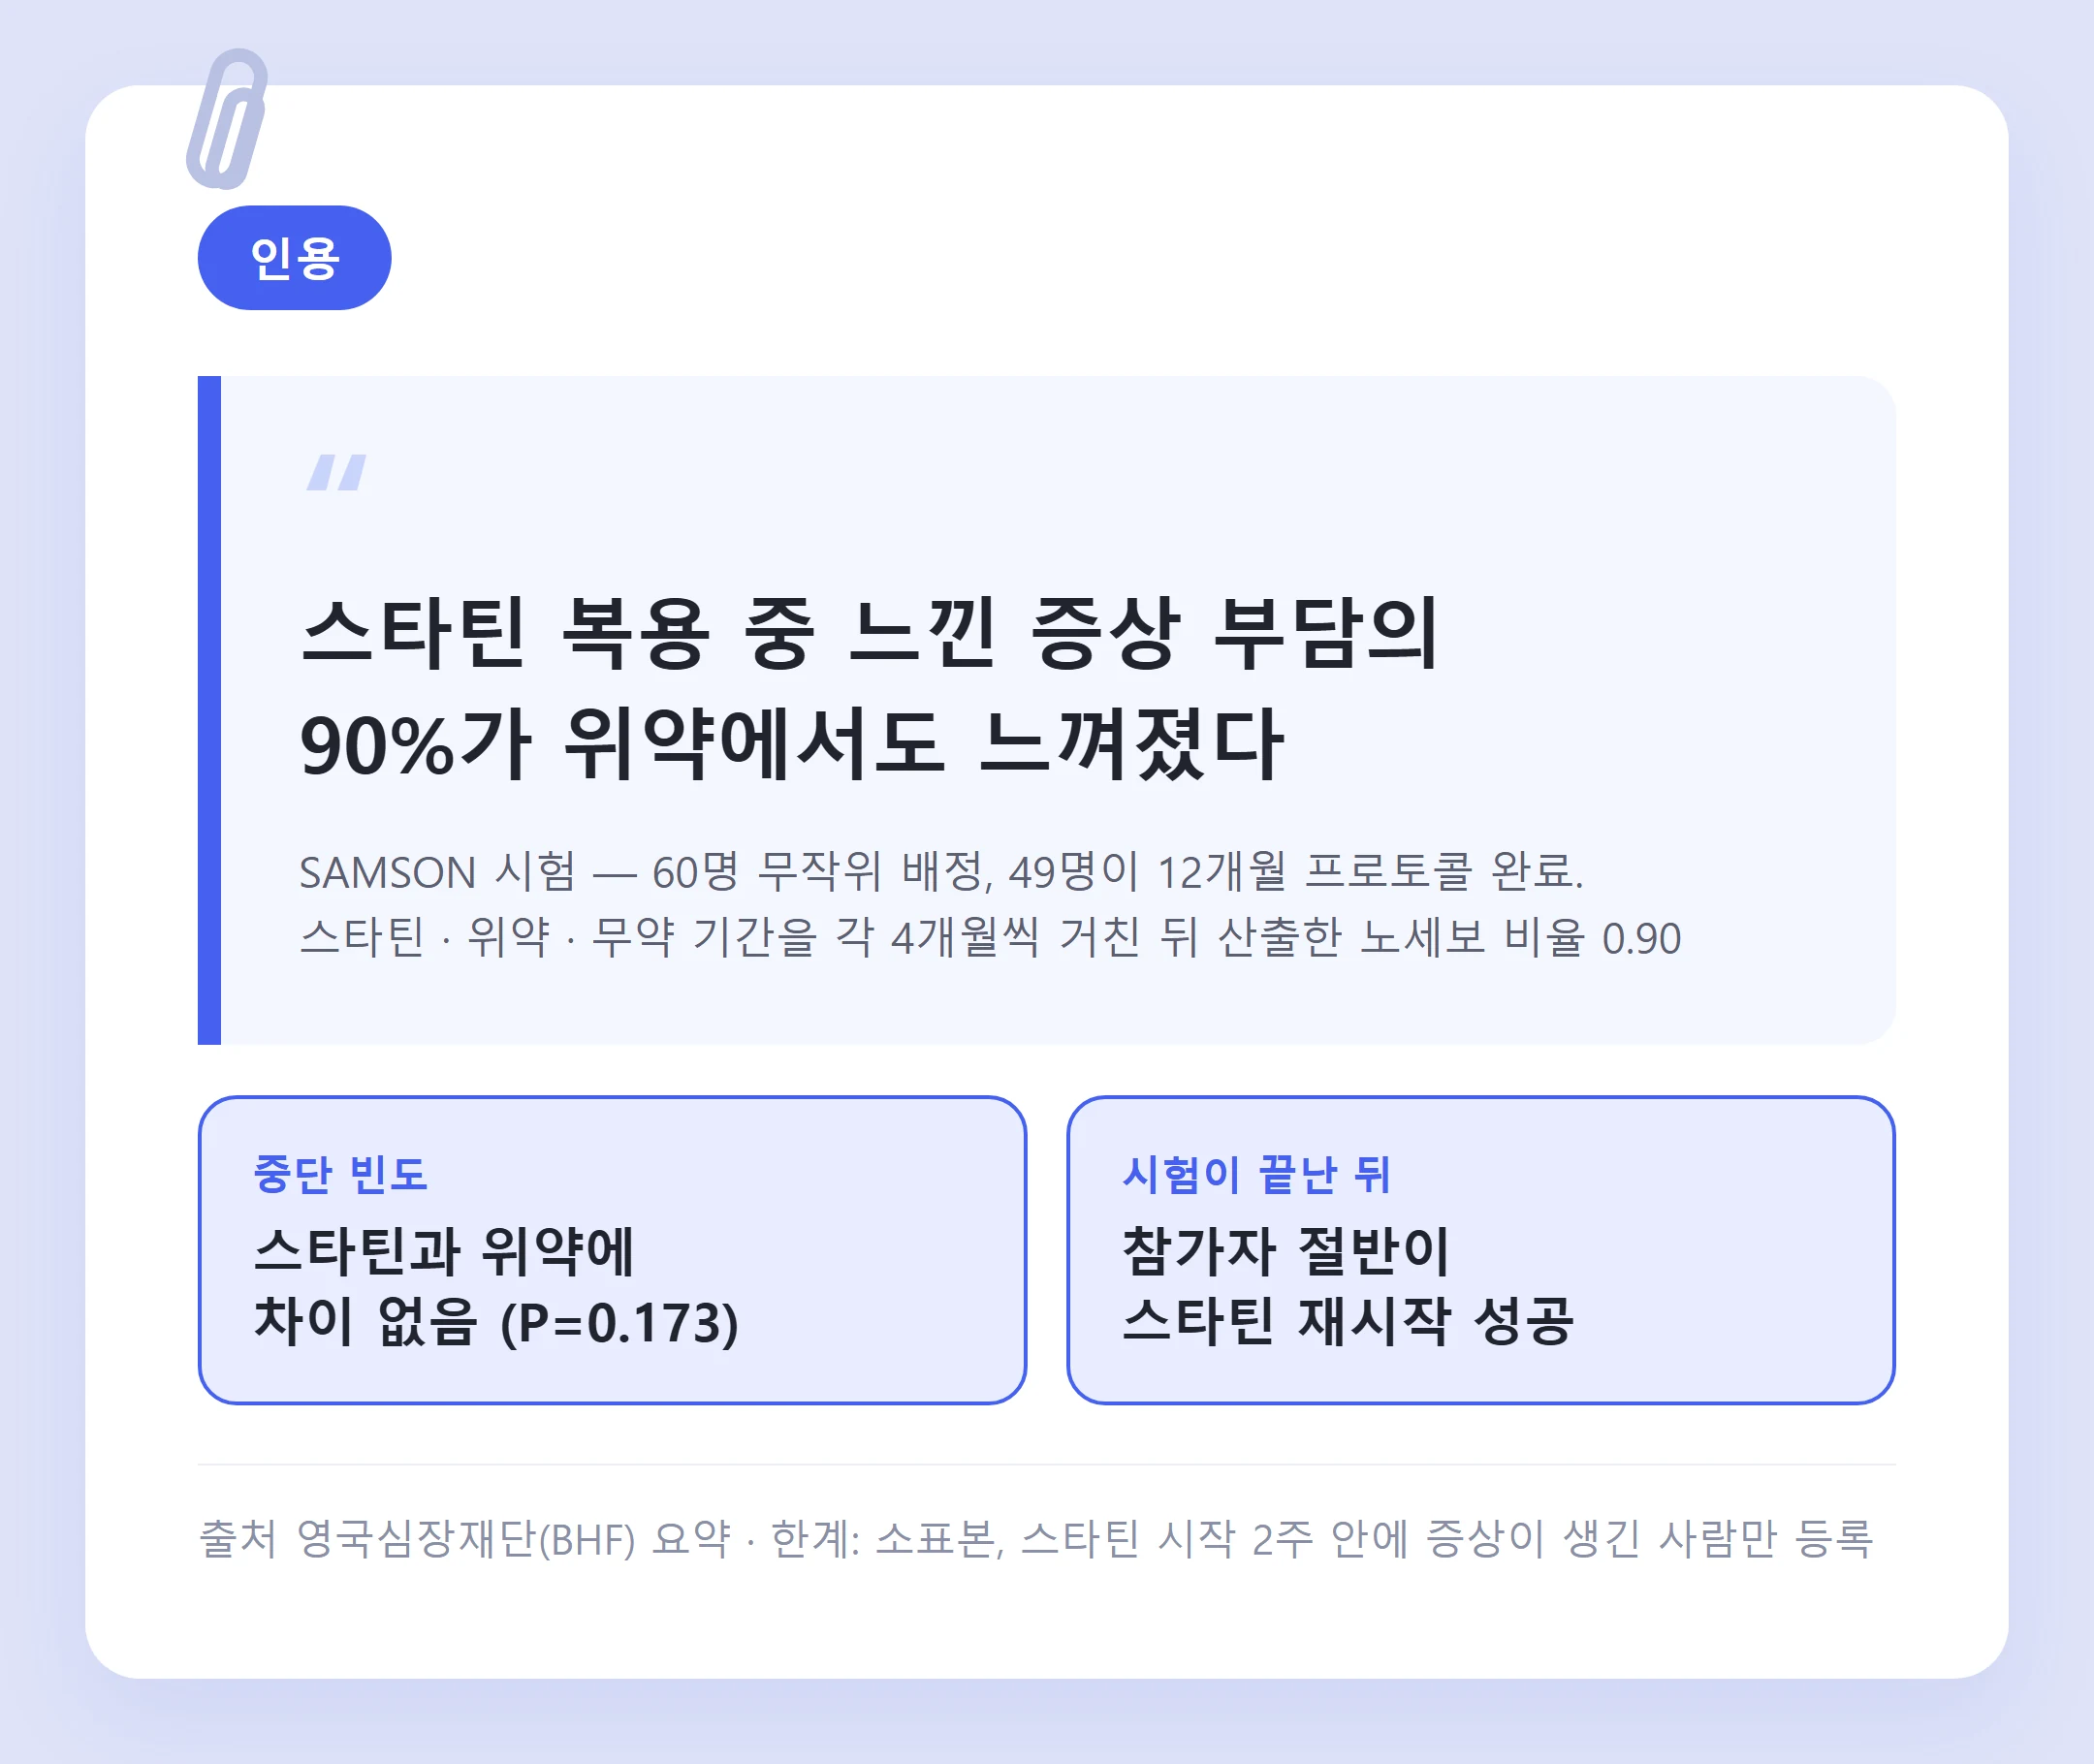 인용
“
스타틴 복용 중 느낀 증상 부담의
90%가 위약에서도 느껴졌다
SAMSON 시험 — 60명 무작위 배정, 49명이 12개월 프로토콜 완료.
스타틴 · 위약 · 무약 기간을 각 4개월씩 거친 뒤 산출한 노세보 비율 0.90
중단 빈도
스타틴과 위약에
차이 없음 (P=0.173)
시험이 끝난 뒤
참가자 절반이
스타틴 재시작 성공
출처 영국심장재단(BHF) 요약 · 한계: 소표본, 스타틴 시작 2주 안에 증상이 생긴 사람만 등록